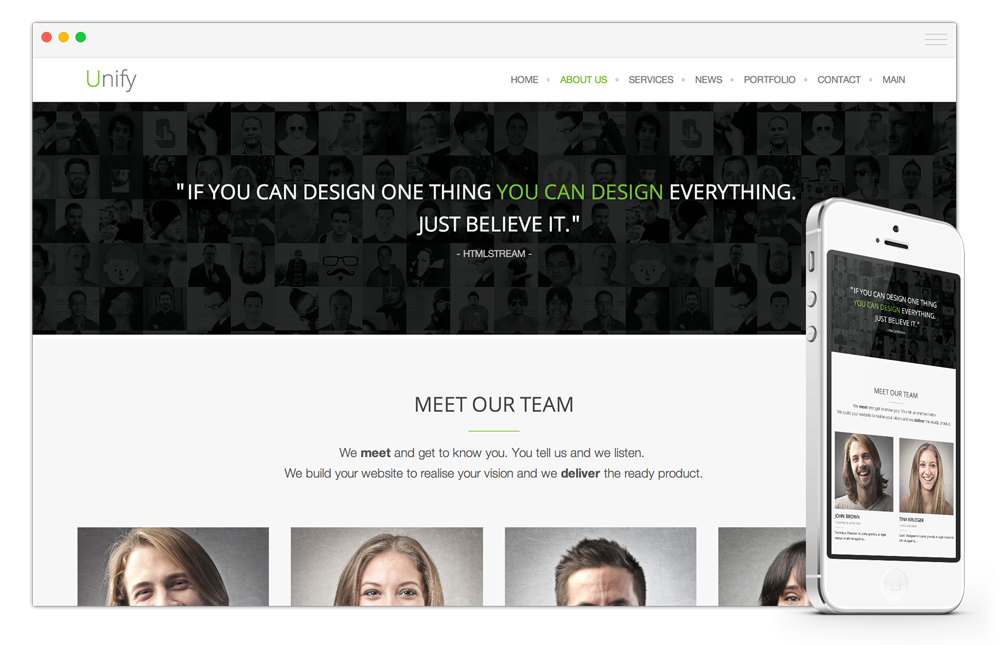 Unify
HOME ABOUT US SERVICES NEWS PORTFOLIO CONTACT MAIN
"IF YOU CAN DESIGN ONE THING YOU CAN DESIGN EVERYTHING.
JUST BELIEVE IT."
- HTMLSTREAM -
MEET OUR TEAM
We meet and get to know you. You tell us and we listen.
We build your website to realise your vision and we deliver the ready product.
"IF YOU CAN DESIGN ONE THING
YOU CAN DESIGN EVERYTHING.
JUST BELIEVE IT."
- HTMLSTREAM -
MEET OUR TEAM
We meet and get to know you. You tell us and we listen.
We build your website to realise your vision and we deliver the ready product.
JOHN BROWN
TINA KRUEGER